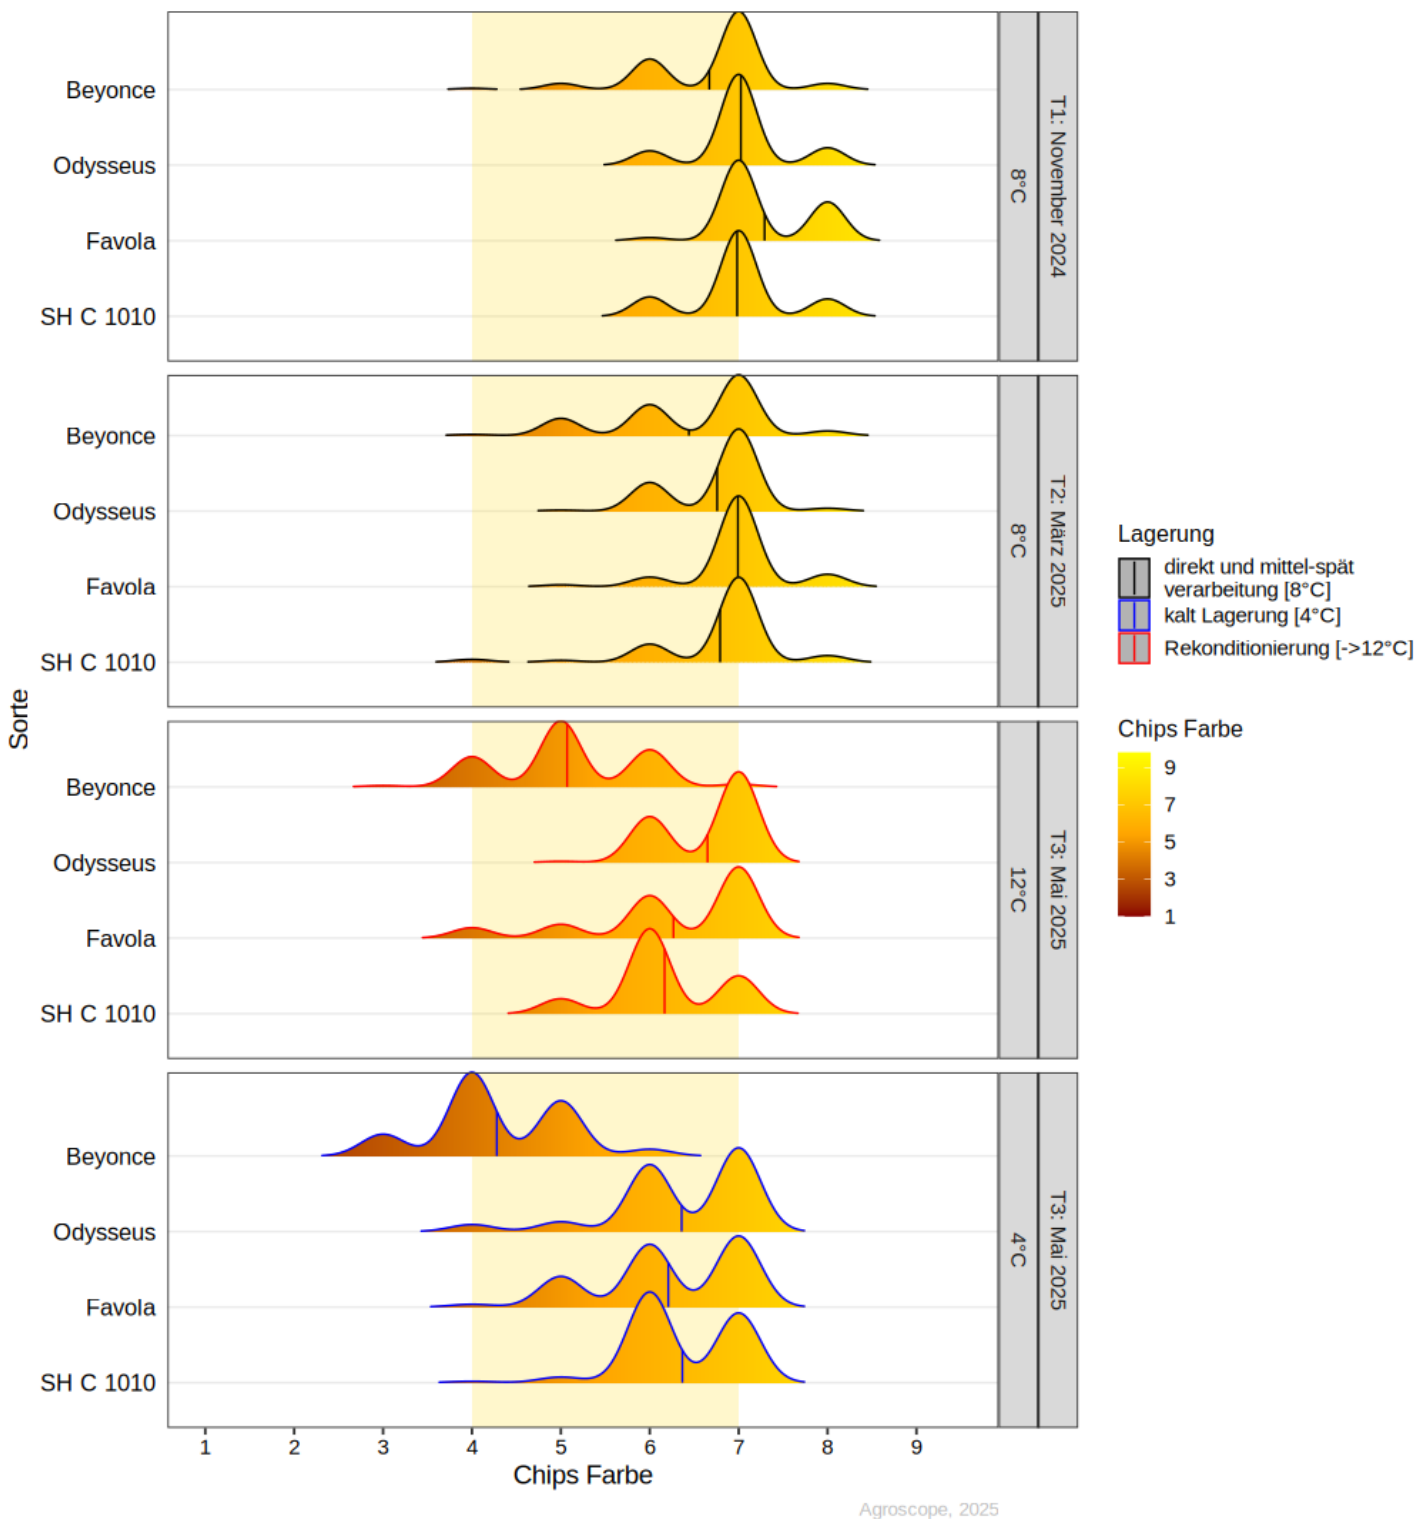 Beyonce
Odysseus
Favola
SH C 1010
8°C
T1: November 2024
Beyonce
Odysseus
Favola
SH C 1010
8°C
T2: März 2025
Sorte
Beyonce
Odysseus
Favola
SH C 1010
12°C
T3: Mai 2025
Beyonce
Odysseus
Favola
SH C 1010
4°C
T3: Mai 2025
1 2 3 4 5 6 7 8 9
Chips Farbe
Lagerung
direkt und mittel-spät
verarbeitung [8°C]
kalt Lagerung [4°C]
Rekonditionierung [->12°C]
Chips Farbe
9
7
5
3
1
Agroscope, 2025